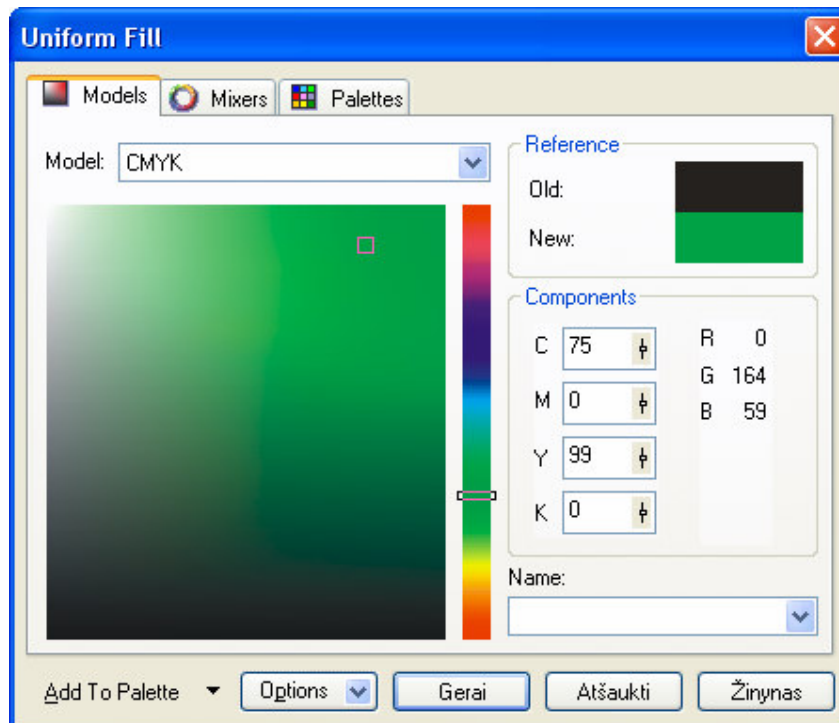 Uniform Fill
Models Mixers Palettes
Model: CMYK
Reference
Old:
New:
Components
C 75 R 0
M 0 G 164
Y 99 B 59
K 0
Name:
Add To Palette Options Gerai Atšaukti Žinynas